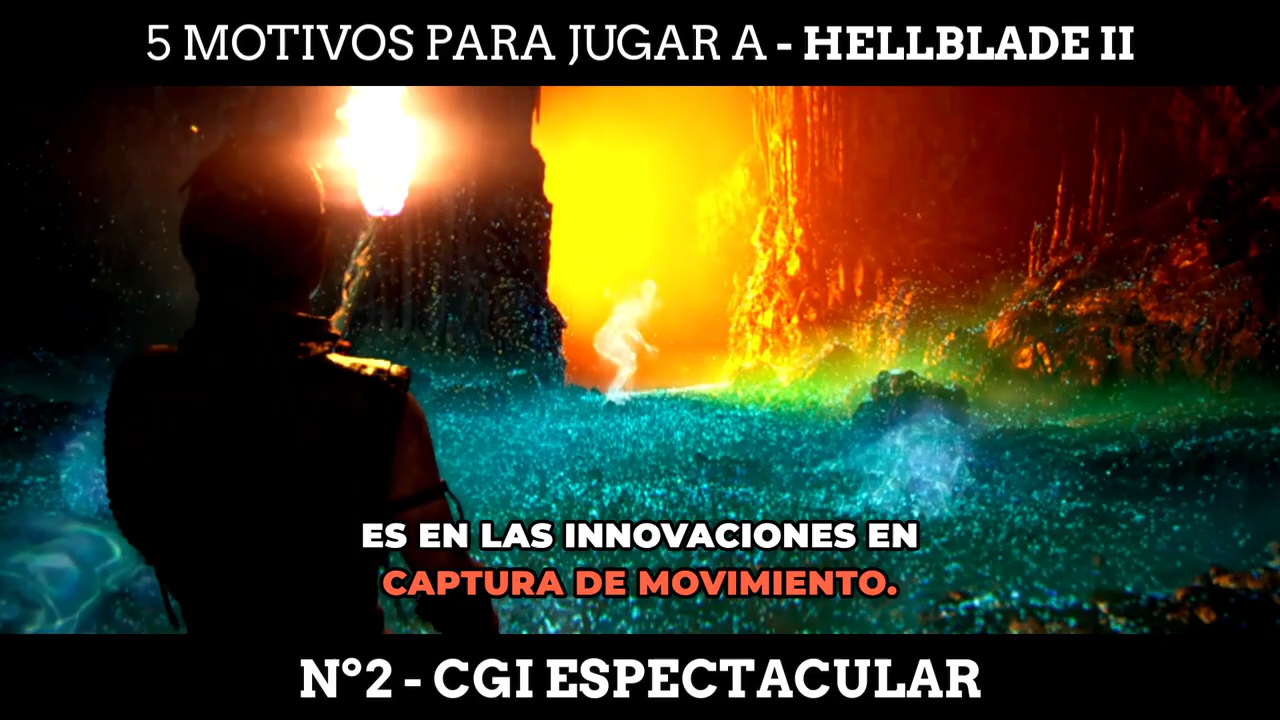 5 MOTIVOS PARA JUGAR A - HELLBLADE II
ES EN LAS INNOVACIONES EN
CAPTURA DE MOVIMIENTO.
N°2 - CGI ESPECTACULAR